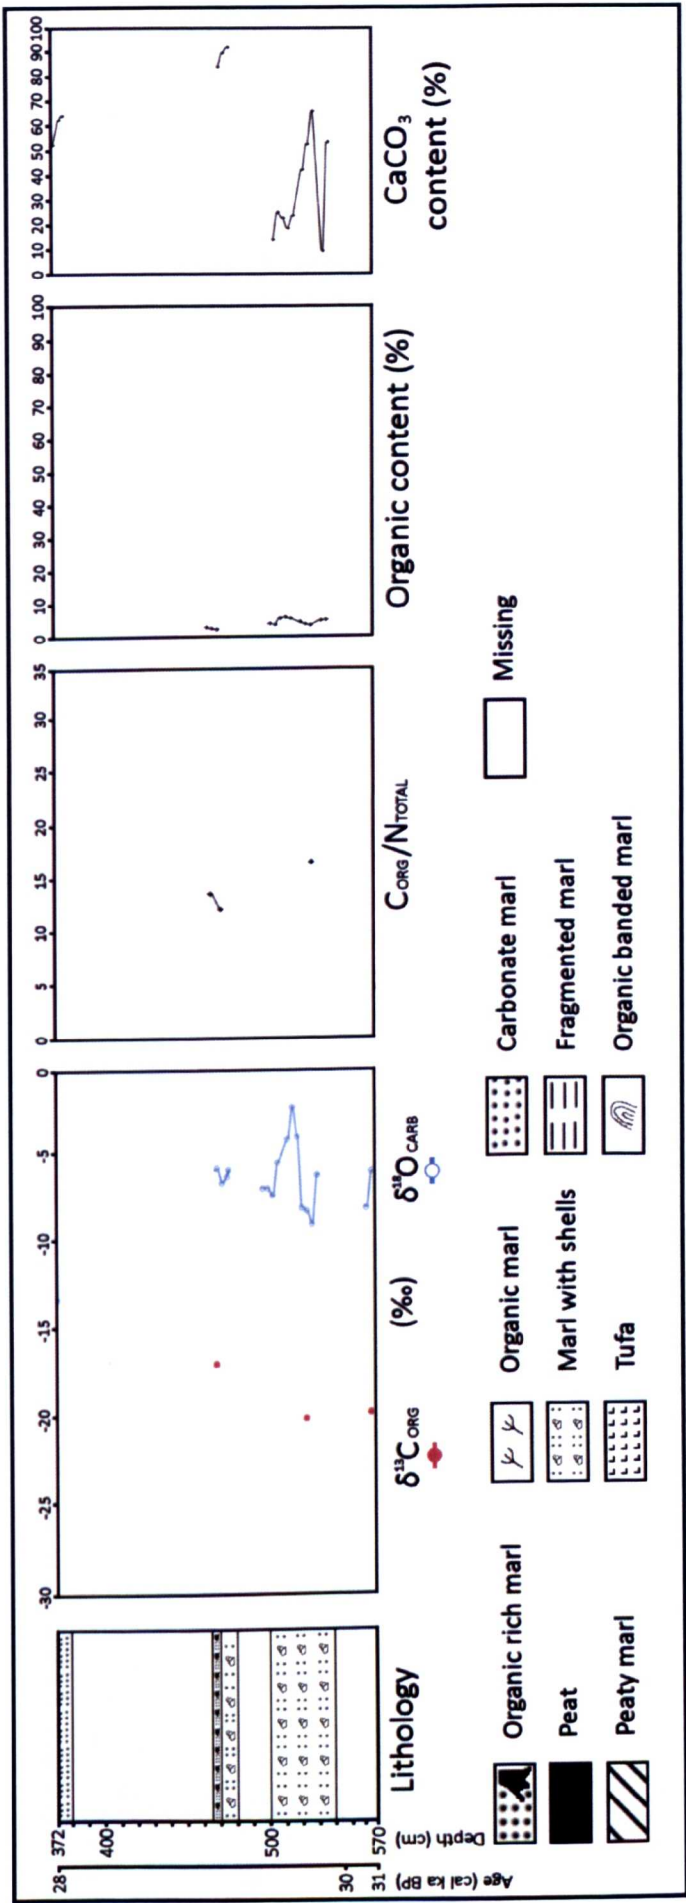 Age (cal ka BP)
28
30
31
Depth (cm)
372
400
500
570
Lithology
-30
-25
-20
-15
-10
-5
0
δ¹³C ORG
(‰)
δ¹⁸O CARB
0
5
10
15
20
25
30
35
CORG/NTOTAL
0
10
20
30
40
50
60
70
80
90
100
Organic content (%)
0
10
20
30
40
50
60
70
80
90
100
CaCO₃
content (%)
Organic rich marl
Organic marl
Carbonate marl
Missing
Peat
Marl with shells
Fragmented marl
Peaty marl
Tufa
Organic banded marl